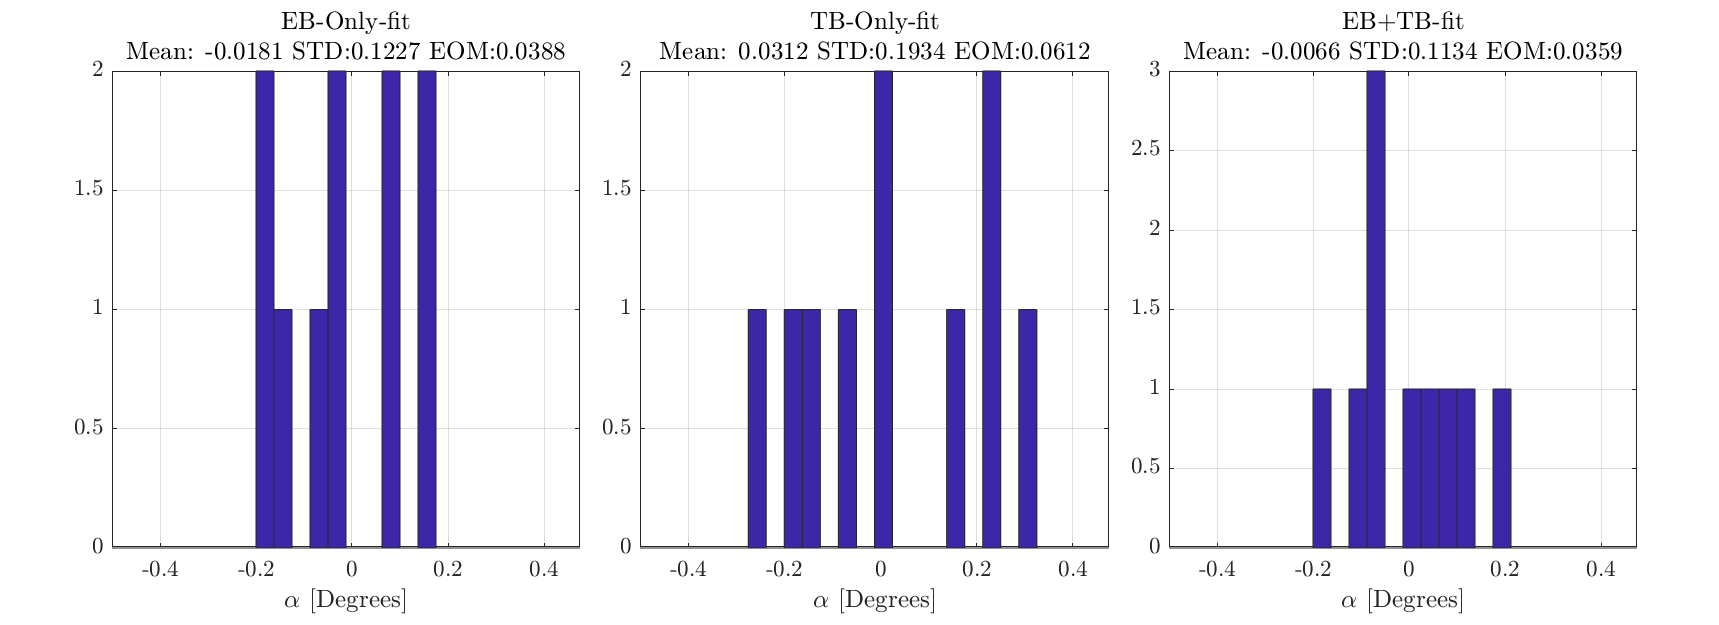 EB-Only-fit
Mean: -0.0181 STD:0.1227 EOM:0.0388
2
1.5
1
0.5
0
-0.4 -0.2 0 0.2 0.4
α [Degrees]
TB-Only-fit
Mean: 0.0312 STD:0.1934 EOM:0.0612
2
1.5
1
0.5
0
-0.4 -0.2 0 0.2 0.4
α [Degrees]
EB+TB-fit
Mean: -0.0066 STD:0.1134 EOM:0.0359
3
2.5
2
1.5
1
0.5
0
-0.4 -0.2 0 0.2 0.4
α [Degrees]